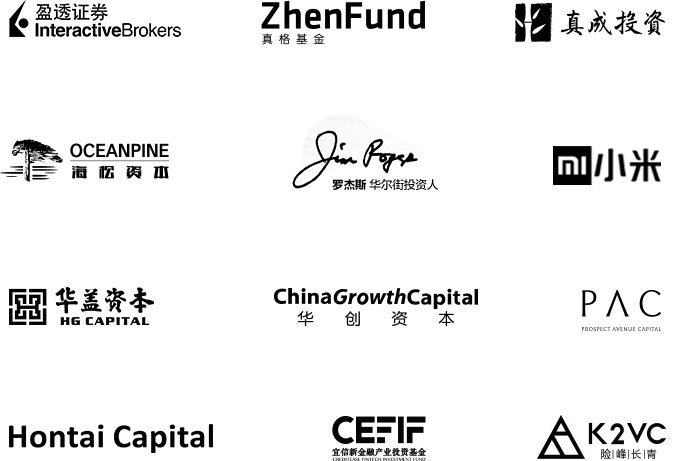 盈透证券
InteractiveBrokers
ZhenFund
真格基金
真成投資
OCEANPINE
海松资本
Jim Rogers
罗杰斯 华尔街投资人
mi 小米
华盖资本
HG CAPITAL
ChinaGrowthCapital
华创资本
PAC
PROSPECT AVENUE CAPITAL
Hontai Capital
CEFIF
宜信新金融产业投资基金
CREDITEASE FINTECH INVESTMENT FUND
K2VC
险|峰|长|青